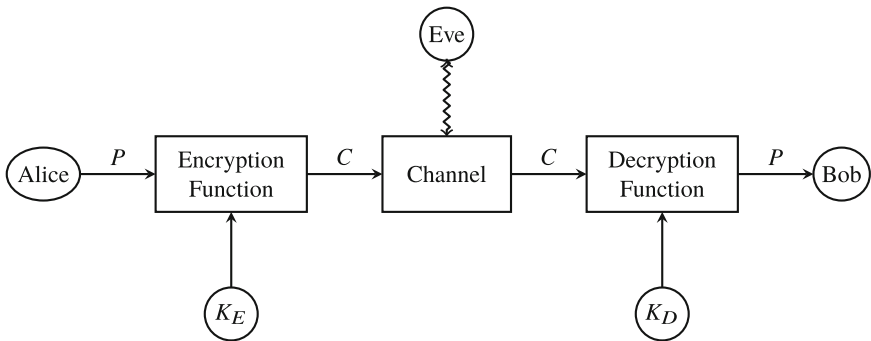 Eve
Alice
P
Encryption
Function
C
Channel
C
Decryption
Function
P
Bob
K_E
K_D